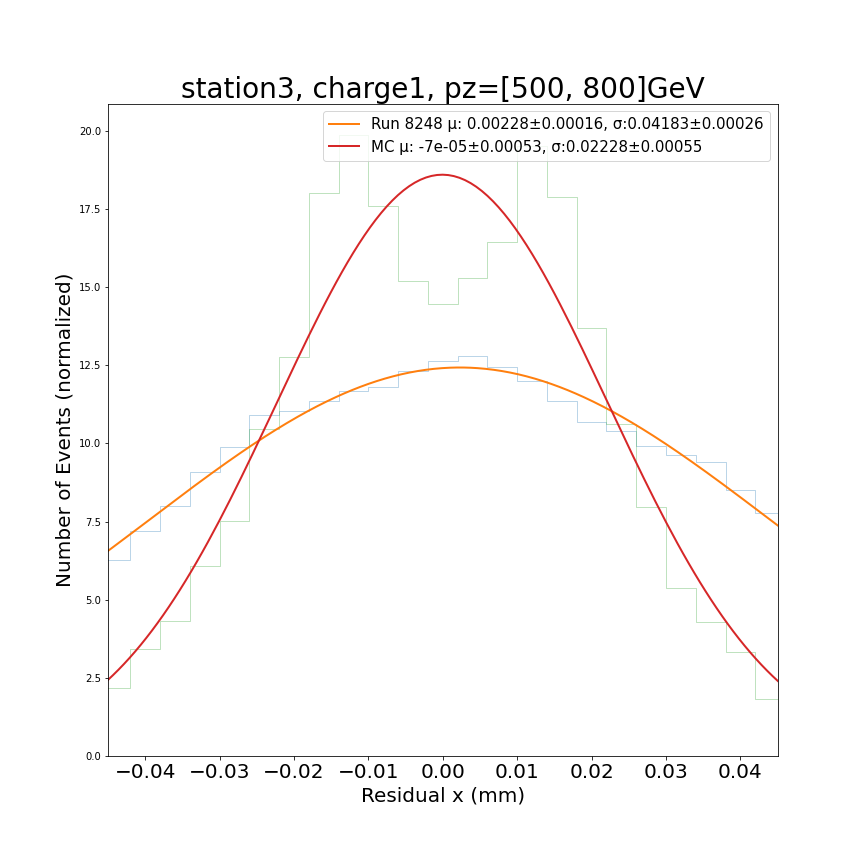 station3, charge1, pz=[500, 800]GeV
Run 8248 μ: 0.00228±0.00016, σ:0.04183±0.00026
MC μ: -7e-05±0.00053, σ:0.02228±0.00055
20.0
17.5
15.0
12.5
10.0
7.5
5.0
2.5
0.0
Number of Events (normalized)
−0.04 −0.03 −0.02 −0.01 0.00 0.01 0.02 0.03 0.04
Residual x (mm)